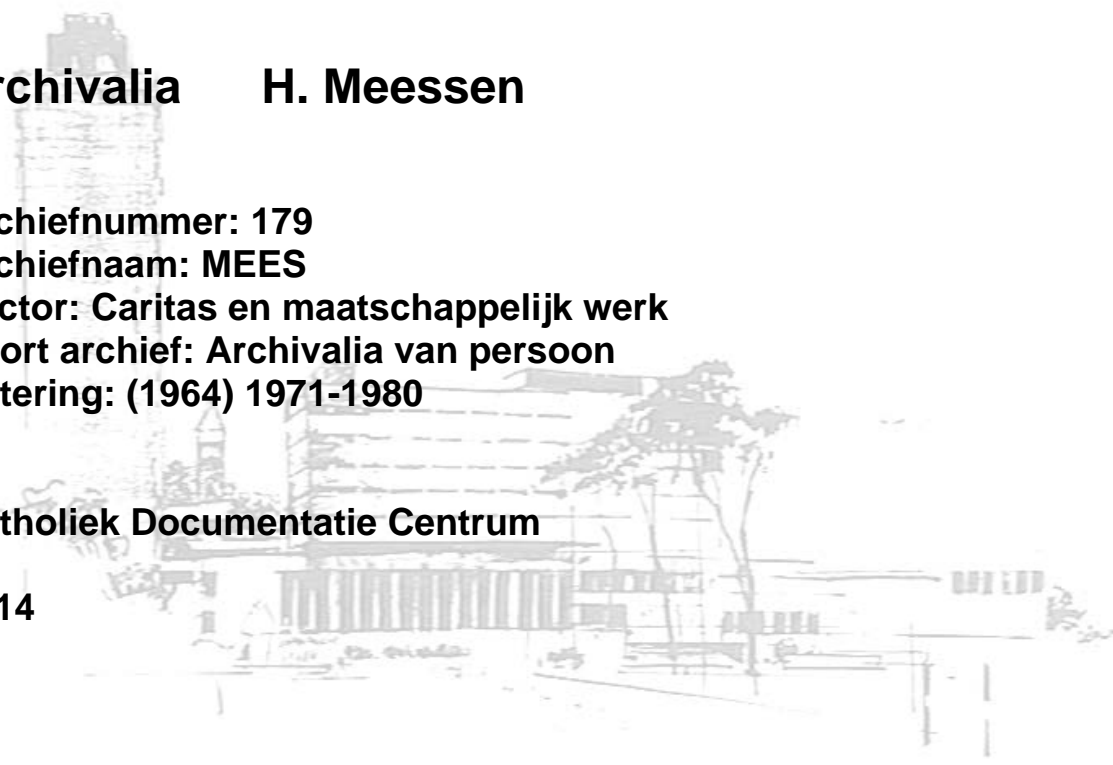 rchivalia H. Meessen
chiefnummer: 179
chiefnaam: MEES
ctor: Caritas en maatschappelijk werk
ort archief: Archivalia van persoon
tering: (1964) 1971-1980
tholiek Documentatie Centrum
14